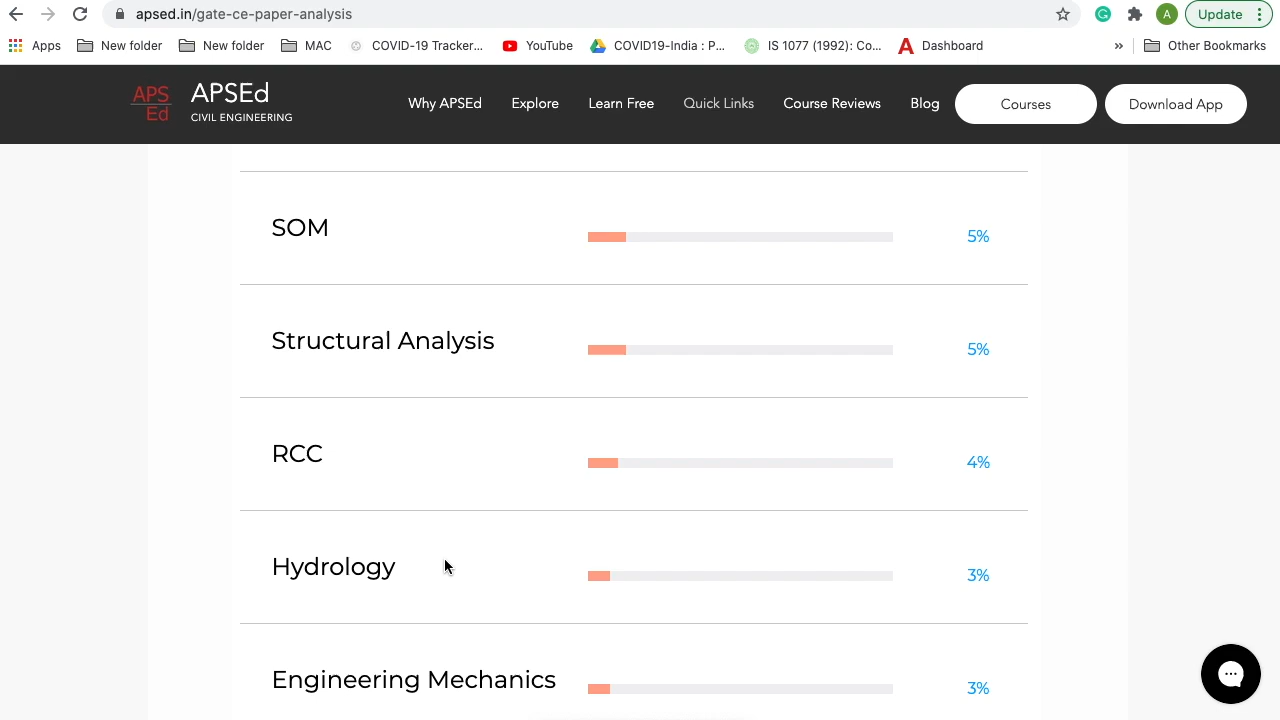 apsed.in/gate-ce-paper-analysis
A
Update
Apps
New folder
New folder
MAC
COVID-19 Tracker...
YouTube
COVID19-India : P...
IS 1077 (1992): Co...
Dashboard
»
Other Bookmarks
APS
Ed
APSEd
CIVIL ENGINEERING
Why APSEd
Explore
Learn Free
Quick Links
Course Reviews
Blog
Courses
Download App
SOM
5%
Structural Analysis
5%
RCC
4%
Hydrology
3%
Engineering Mechanics
3%